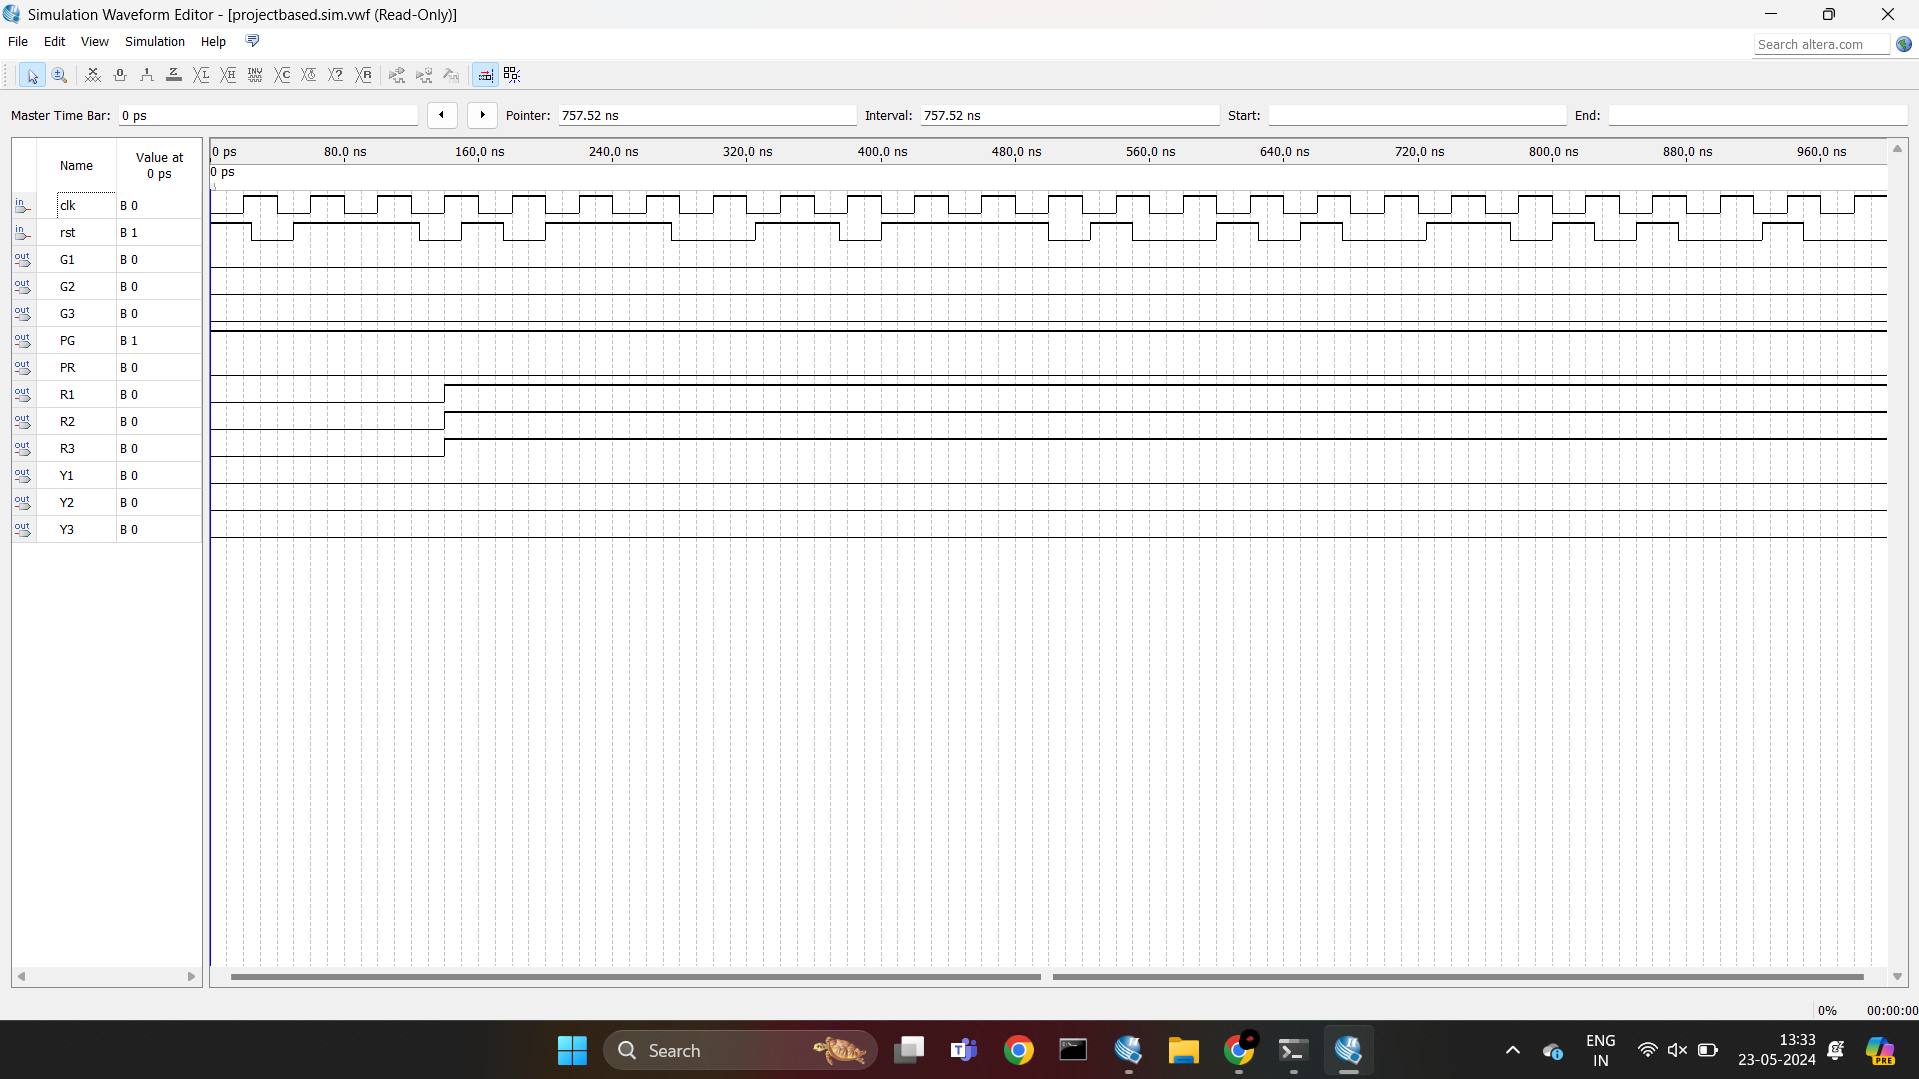 Simulation Waveform Editor - [projectbased.sim.vwf (Read-Only)]
File Edit View Simulation Help
Search altera.com
Master Time Bar: 0 ps Pointer: 757.52 ns Interval: 757.52 ns Start: End:
Name Value at 0 ps
0 ps 80.0 ns 160.0 ns 240.0 ns 320.0 ns 400.0 ns 480.0 ns 560.0 ns 640.0 ns 720.0 ns 800.0 ns 880.0 ns 960.0 ns
0 ps
in clk B 0
in rst B 1
out G1 B 0
out G2 B 0
out G3 B 0
out PG B 1
out PR B 0
out R1 B 0
out R2 B 0
out R3 B 0
out Y1 B 0
out Y2 B 0
out Y3 B 0
0% 00:00:00
Search
ENG
IN
13:33
23-05-2024
PRE